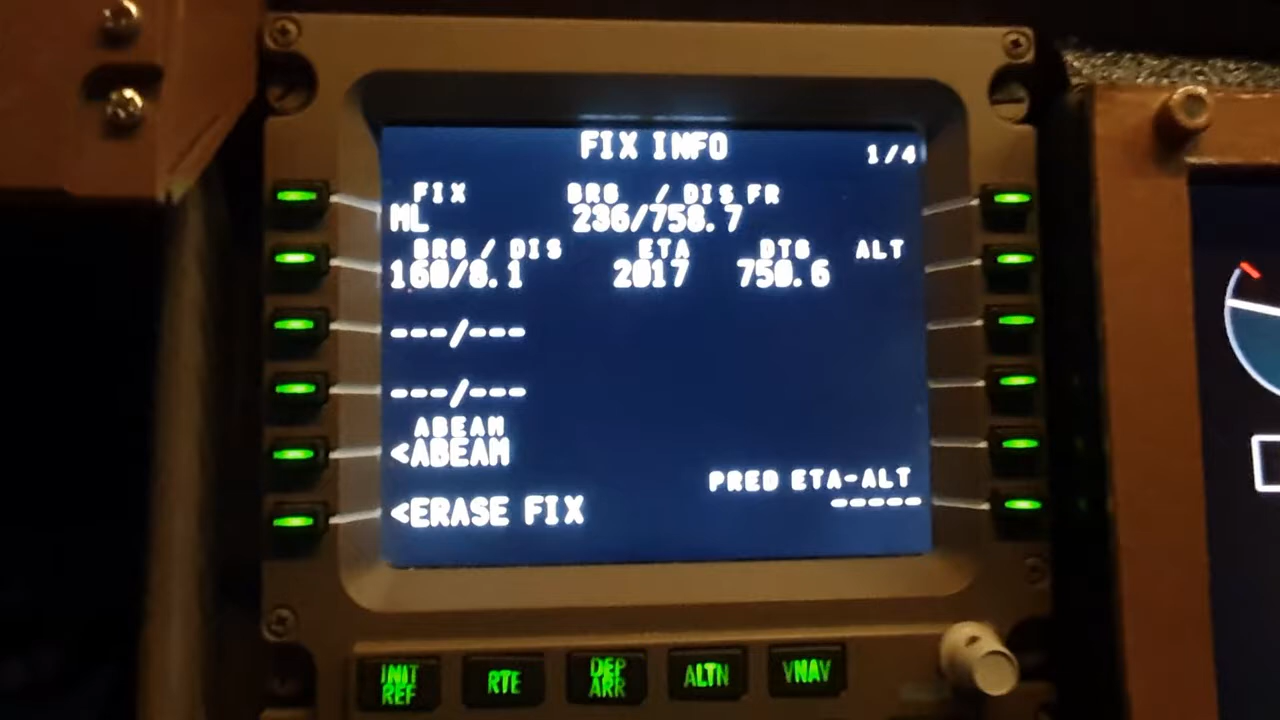 FIX INFO 1/4
FIX BRG / DIS FR
ML 236/758.7
BRG / DIS ETA DTG ALT
160/8.1 2017 750.6
---/---
---/---
ABEAM
<ABEAM
PRED ETA-ALT
<ERASE FIX -----
INIT REF RTE DEP ARR ALTN VNAV